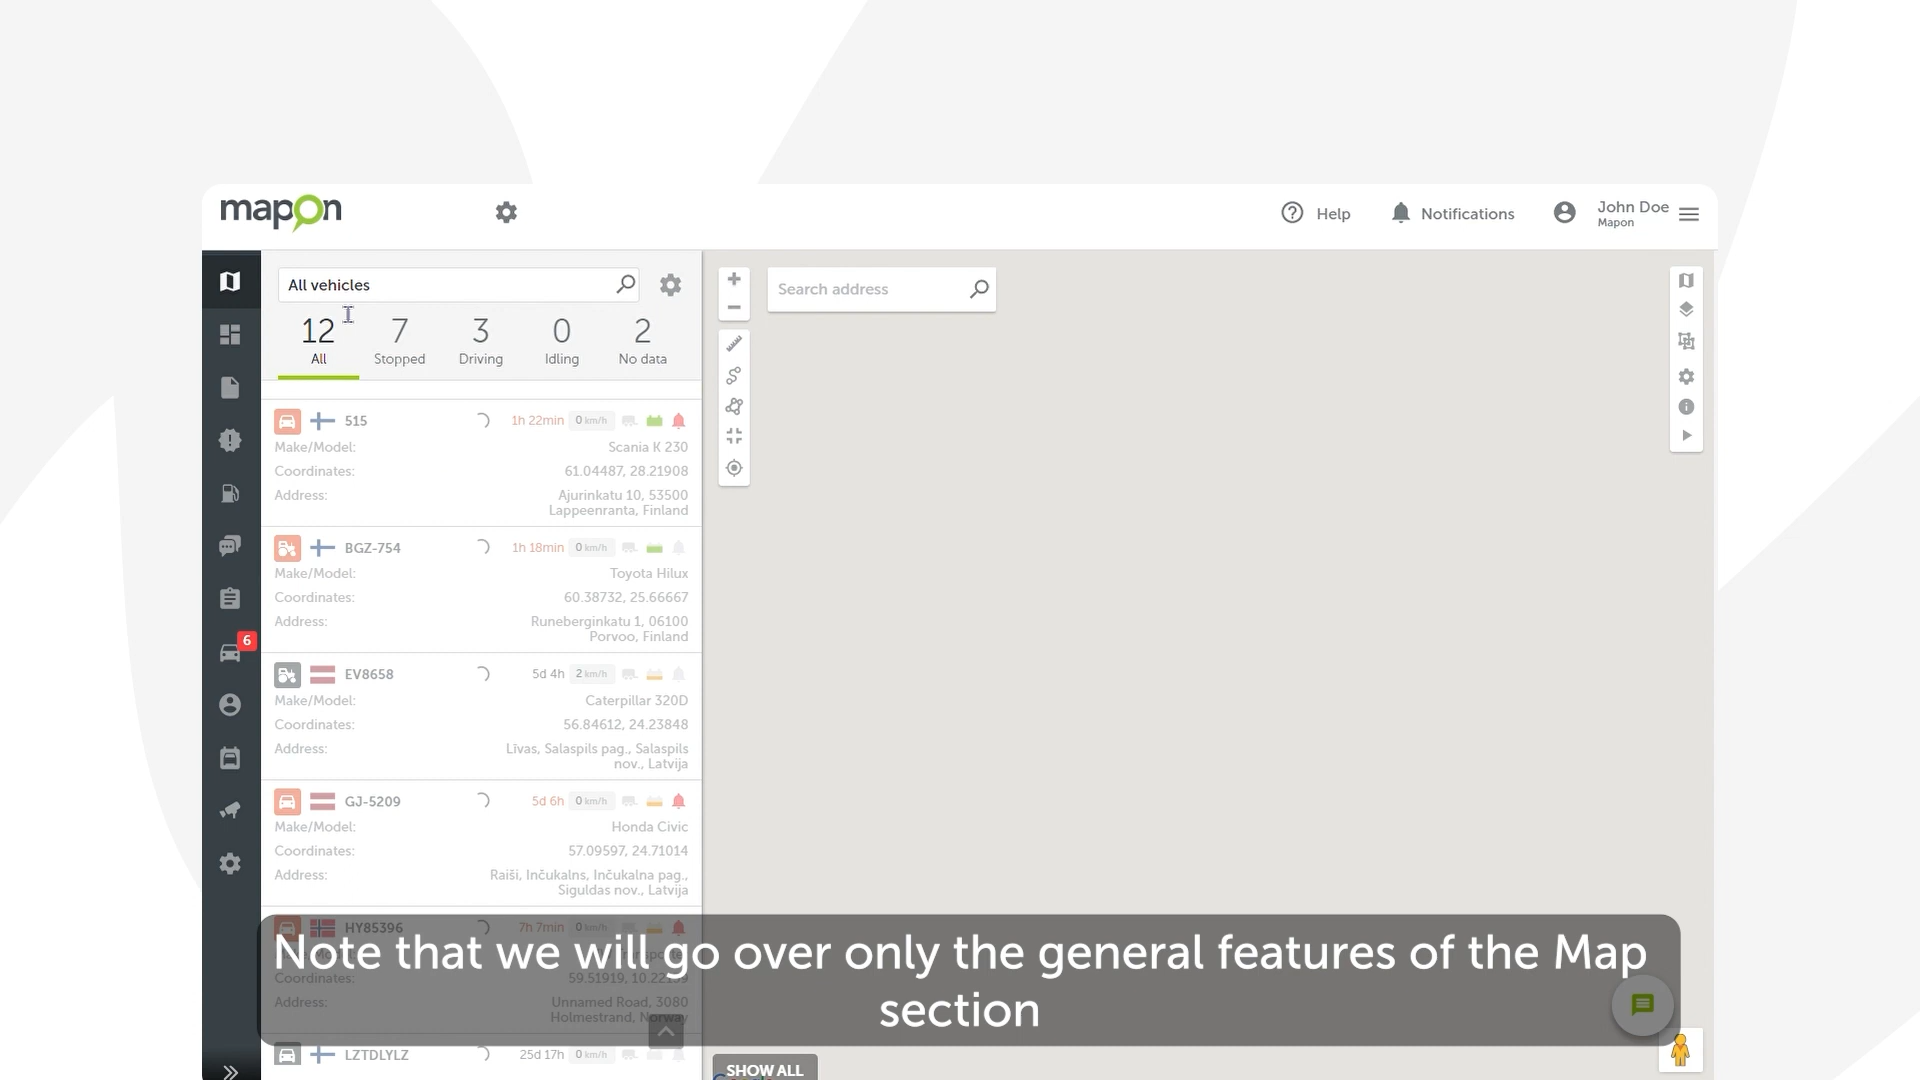 mapon
Help
Notifications
John Doe
Mapon
All vehicles
12
All
7
Stopped
3
Driving
0
Idling
2
No data
Search address
515
1h 22min
0 km/h
Make/Model:
Scania K 230
Coordinates:
61.04487, 28.21908
Address:
Ajurinkatu 10, 53500
Lappeenranta, Finland
BGZ-754
1h 18min
0 km/h
Make/Model:
Toyota Hilux
Coordinates:
60.38732, 25.66667
Address:
Runeberginkatu 1, 06100
Porvoo, Finland
EV8658
5d 4h
2 km/h
Make/Model:
Caterpillar 320D
Coordinates:
56.84612, 24.23848
Address:
Līvas, Salaspils pag., Salaspils
nov., Latvija
6
GJ-5209
5d 6h
0 km/h
Make/Model:
Honda Civic
Coordinates:
57.09597, 24.71014
Address:
Raiši, Inčukalns, Inčukalna pag.,
Siguldas nov., Latvija
HY85396
7h 7min
0 km/h
Coordinates:
Address:
Unnamed Road, 3080
Holmestrand, Norway
Note that we will go over only the general features of the Map
section
LZTDLYLZ
25d 17h
0 km/h
SHOW ALL